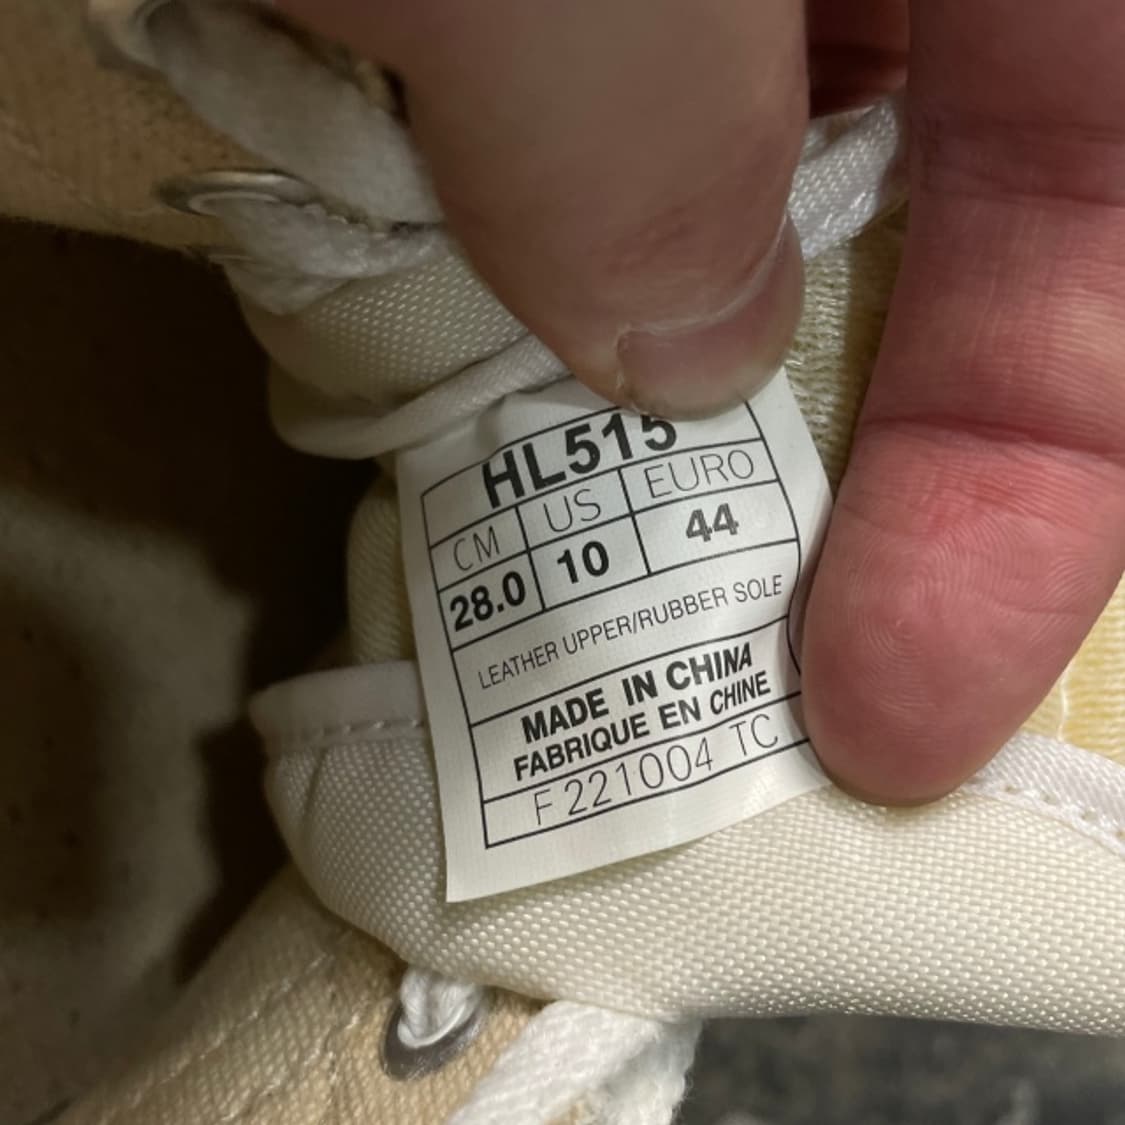 HL515
CM US EURO
28.0 10 44
LEATHER UPPER/RUBBER SOLE
MADE IN CHINA
FABRIQUE EN CHINE
F 221004 TC